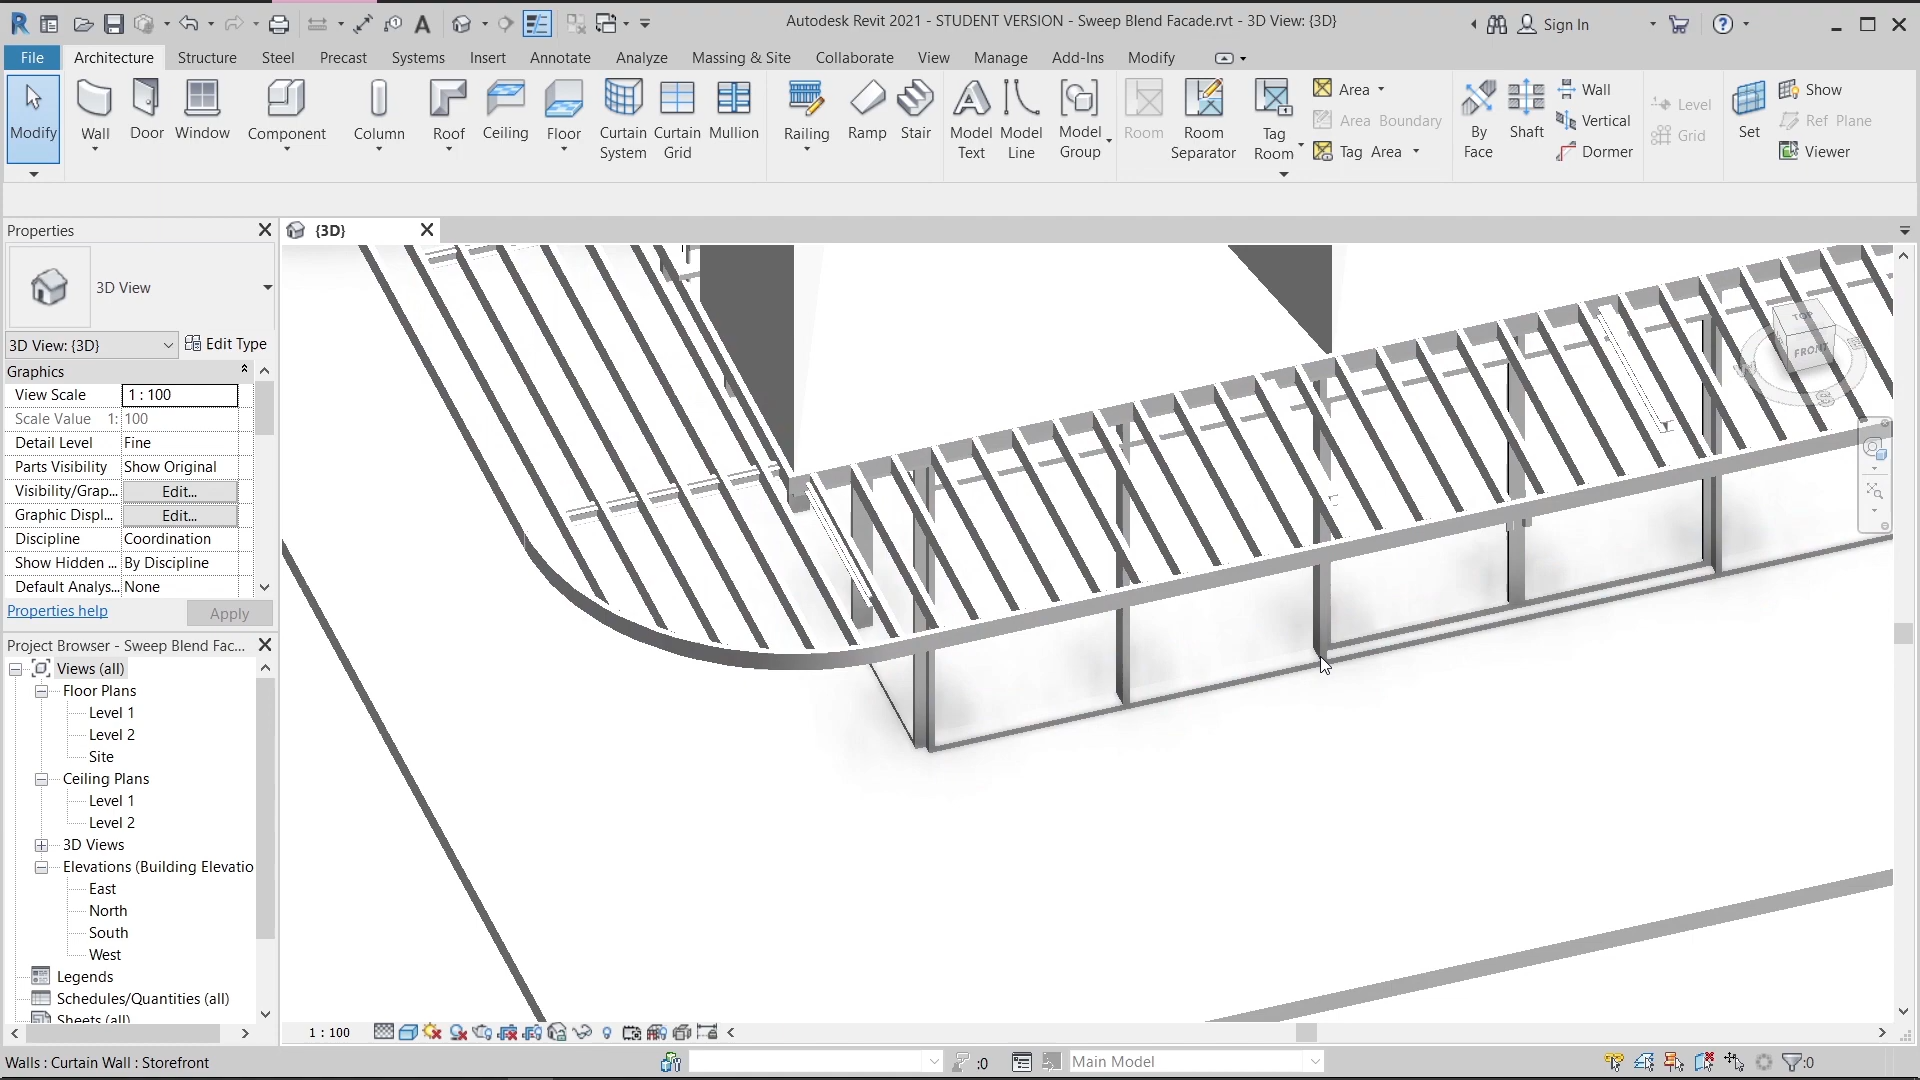 Autodesk Revit 2021 - STUDENT VERSION - Sweep Blend Facade.rvt - 3D View: {3D}
Sign In
File Architecture Structure Steel Precast Systems Insert Annotate Analyze Massing & Site Collaborate View Manage Add-Ins Modify
Modify Wall Door Window Component Column Roof Ceiling Floor Curtain System Curtain Grid Mullion Railing Ramp Stair Model Text Model Line Model Group Room Room Separator Tag Room By Face Shaft Set
Area Wall Level Show
Area Boundary Vertical Grid Ref Plane
Tag Area Dormer Viewer
Properties
{3D}
3D View
3D View: {3D} Edit Type
Graphics
View Scale 1 : 100
Scale Value 1: 100
Detail Level Fine
Parts Visibility Show Original
Visibility/Grap... Edit...
Graphic Displ... Edit...
Discipline Coordination
Show Hidden ... By Discipline
Default Analys... None
Properties help Apply
Project Browser - Sweep Blend Fac...
Views (all)
Floor Plans
Level 1
Level 2
Site
Ceiling Plans
Level 1
Level 2
3D Views
Elevations (Building Elevatio
East
North
South
West
Legends
Schedules/Quantities (all)
Sheets (all)
TOP
FRONT
1 : 100
Walls : Curtain Wall : Storefront
:0
Main Model
:0